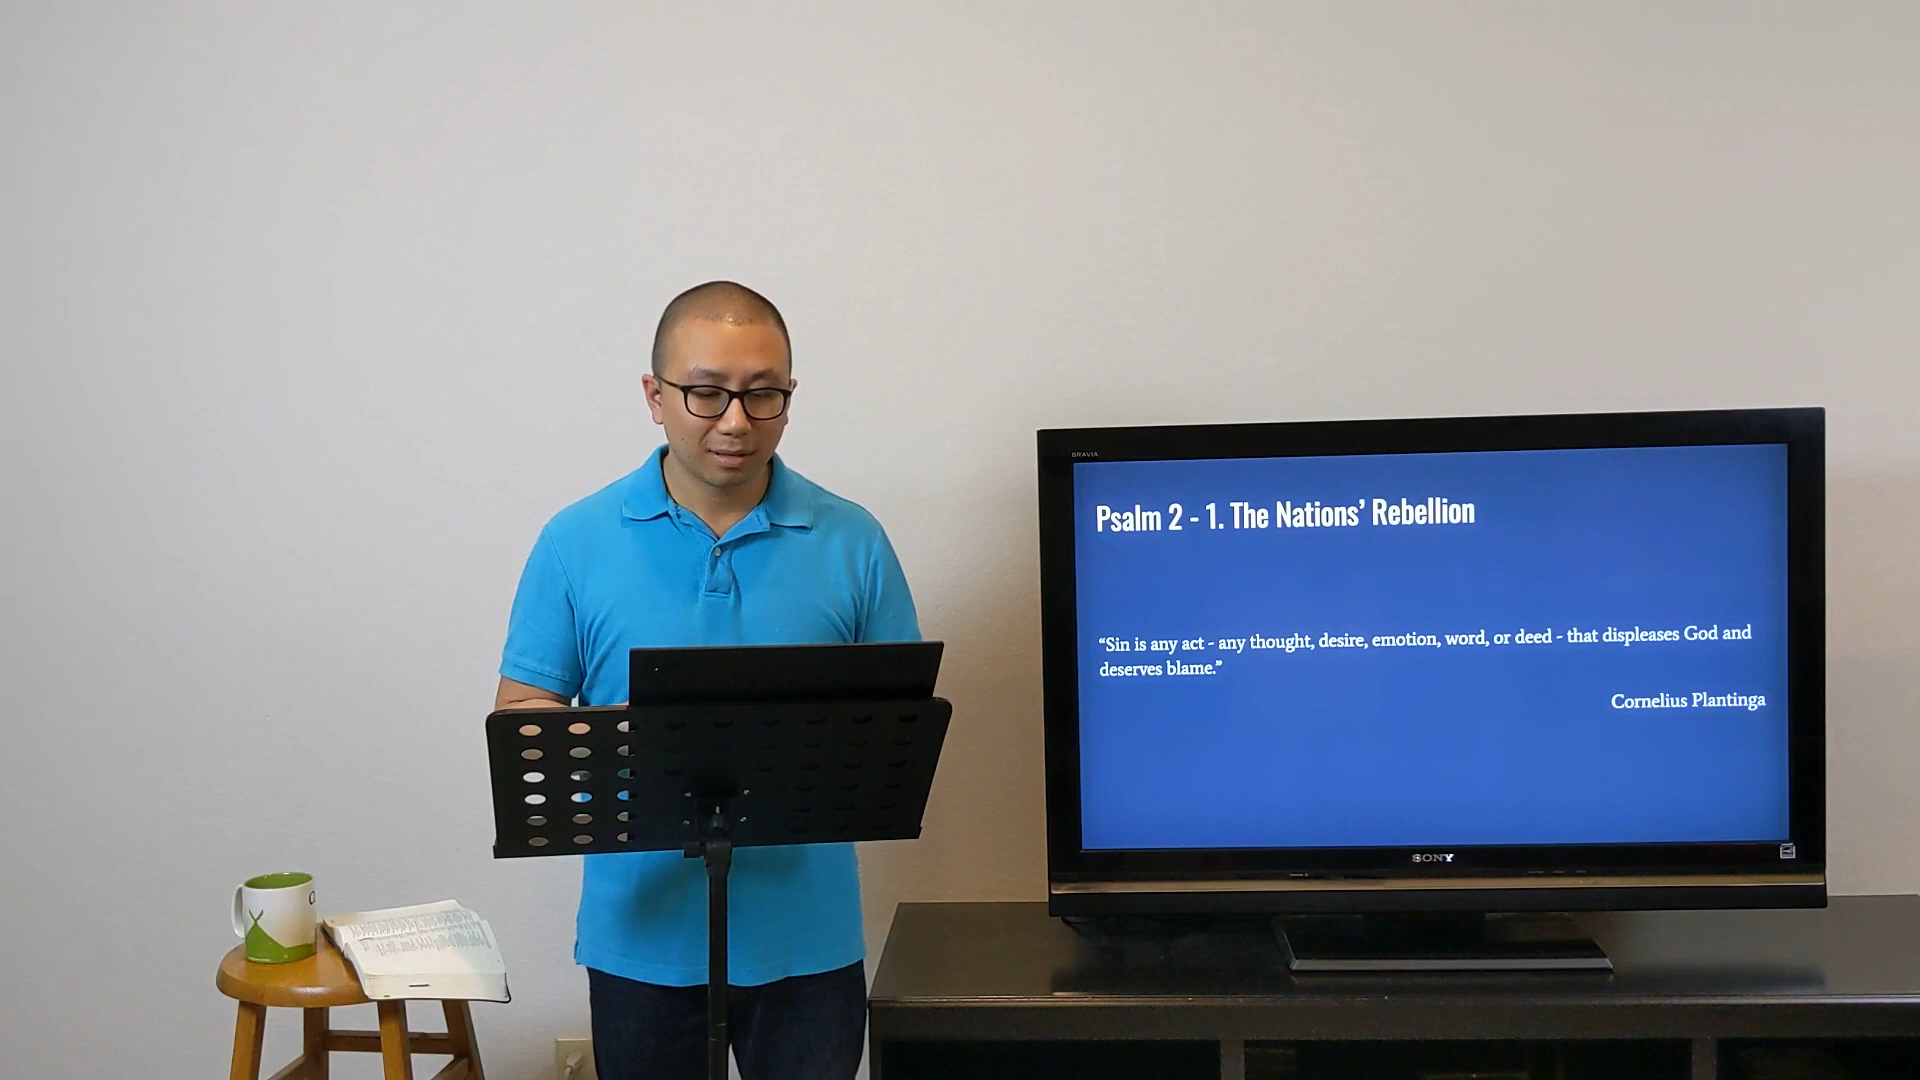 BRAVIA
Psalm 2 - 1. The Nations’ Rebellion
“Sin is any act - any thought, desire, emotion, word, or deed - that displeases God and
deserves blame.”
Cornelius Plantinga
SONY